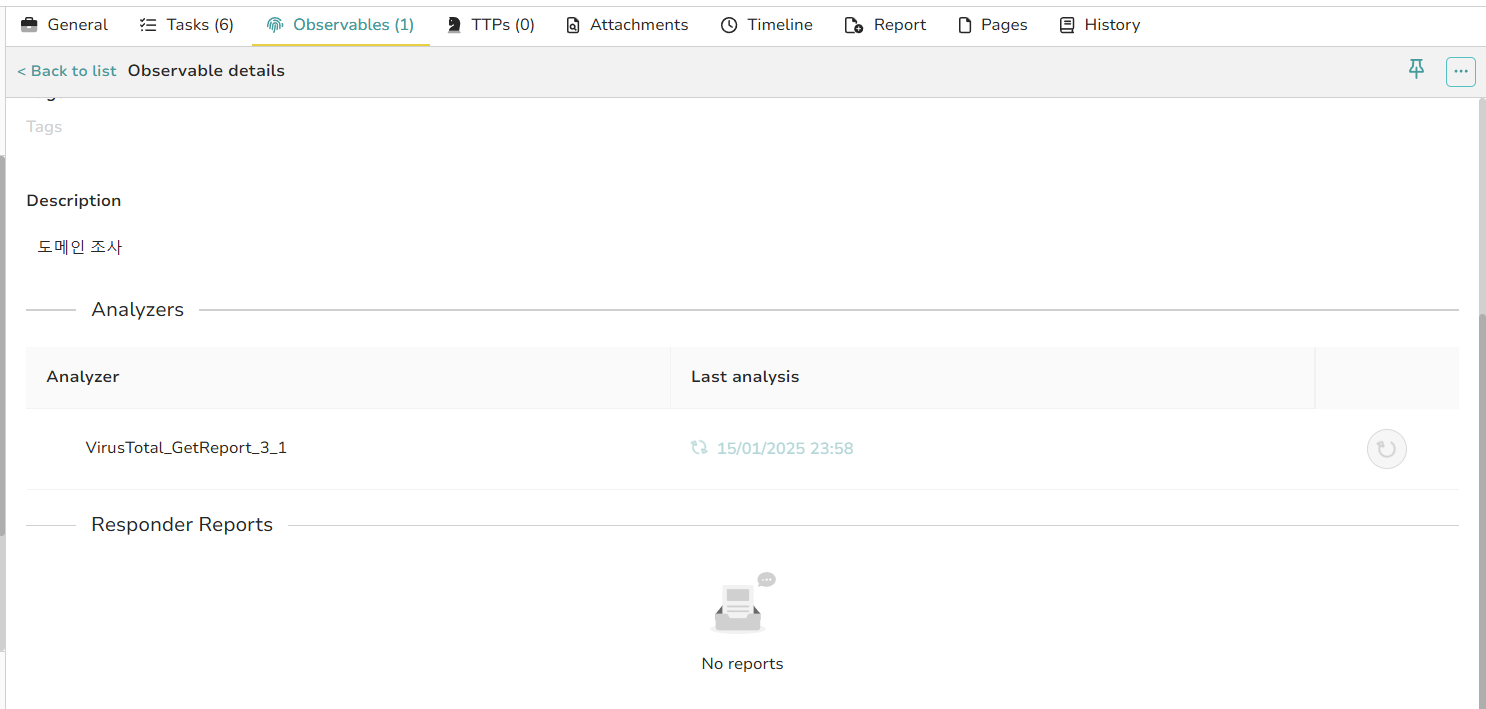 General Tasks (6) Observables (1) TTPs (0) Attachments Timeline Report Pages History
< Back to list Observable details
Tags
Description
도메인 조사
Analyzers
Analyzer Last analysis
VirusTotal_GetReport_3_1 15/01/2025 23:58
Responder Reports
No reports